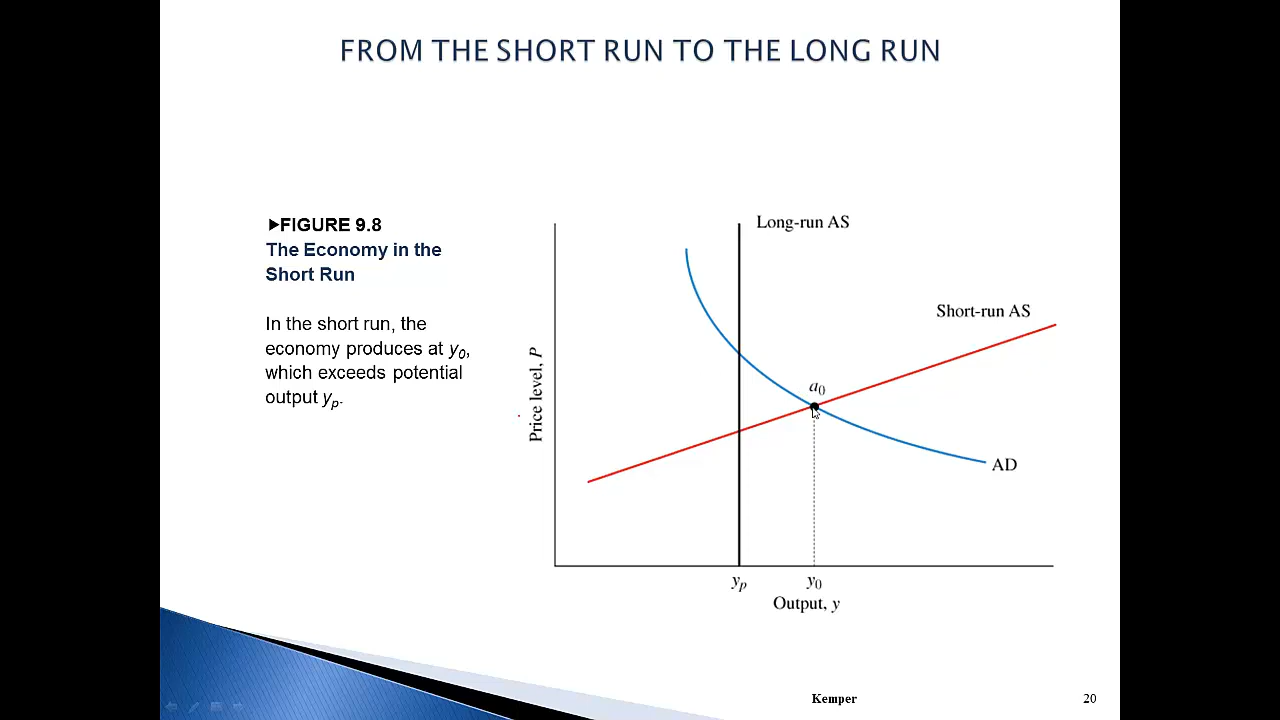 FROM THE SHORT RUN TO THE LONG RUN
▶FIGURE 9.8
The Economy in the
Short Run
In the short run, the
economy produces at y0,
which exceeds potential
output yp.
Long-run AS
Short-run AS
Price level, P
a0
AD
yp
y0
Output, y
Kemper
20